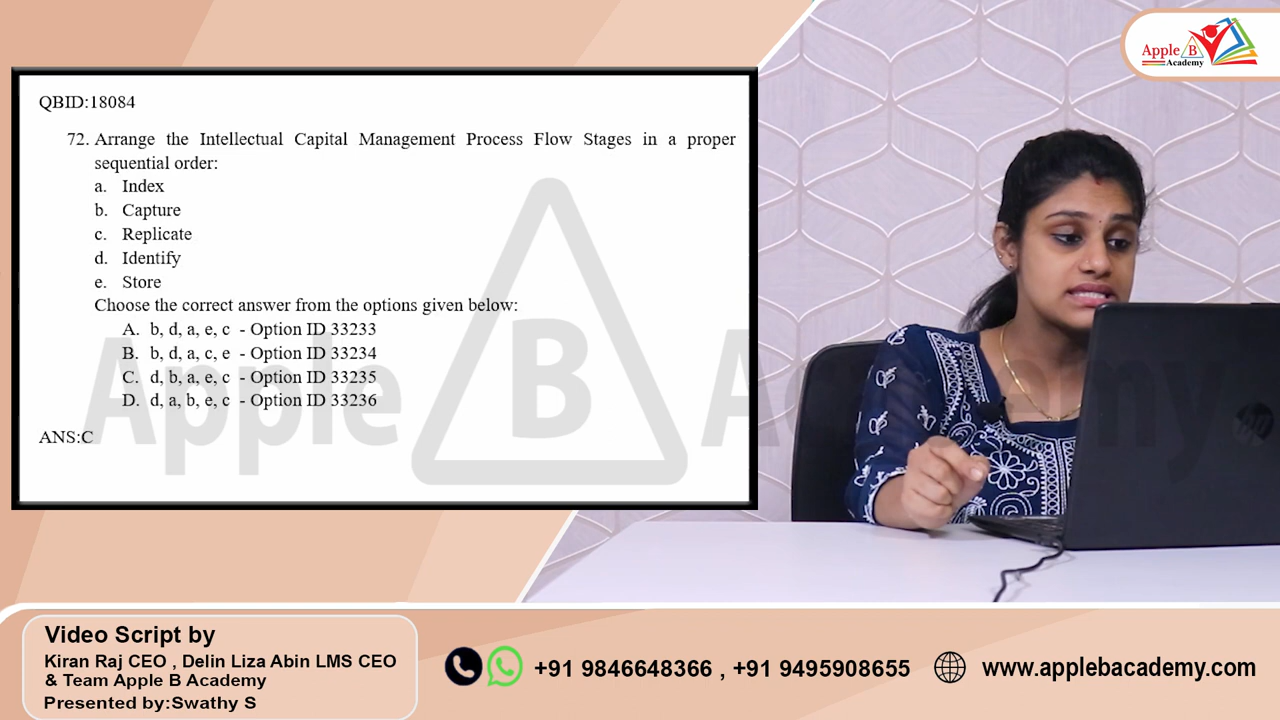 Apple B
Academy
QBID:18084
72. Arrange the Intellectual Capital Management Process Flow Stages in a proper
sequential order:
a. Index
b. Capture
c. Replicate
d. Identify
e. Store
Choose the correct answer from the options given below:
A. b, d, a, e, c - Option ID 33233
B. b, d, a, c, e - Option ID 33234
C. d, b, a, e, c - Option ID 33235
D. d, a, b, e, c - Option ID 33236
ANS:C
Apple B Academy
hp
Video Script by
Kiran Raj CEO , Delin Liza Abin LMS CEO
& Team Apple B Academy
Presented by:Swathy S
+91 9846648366 , +91 9495908655
www.applebacademy.com